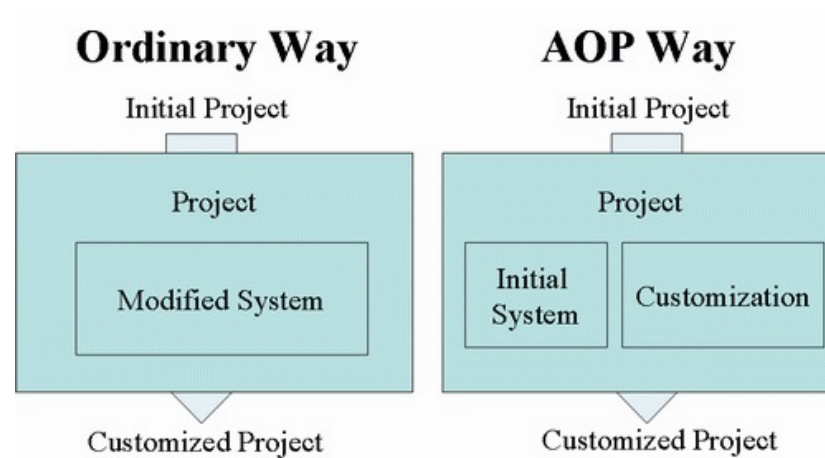 Ordinary Way
Initial Project
Project
Modified System
Customized Project
AOP Way
Initial Project
Project
Initial
System
Customization
Customized Project